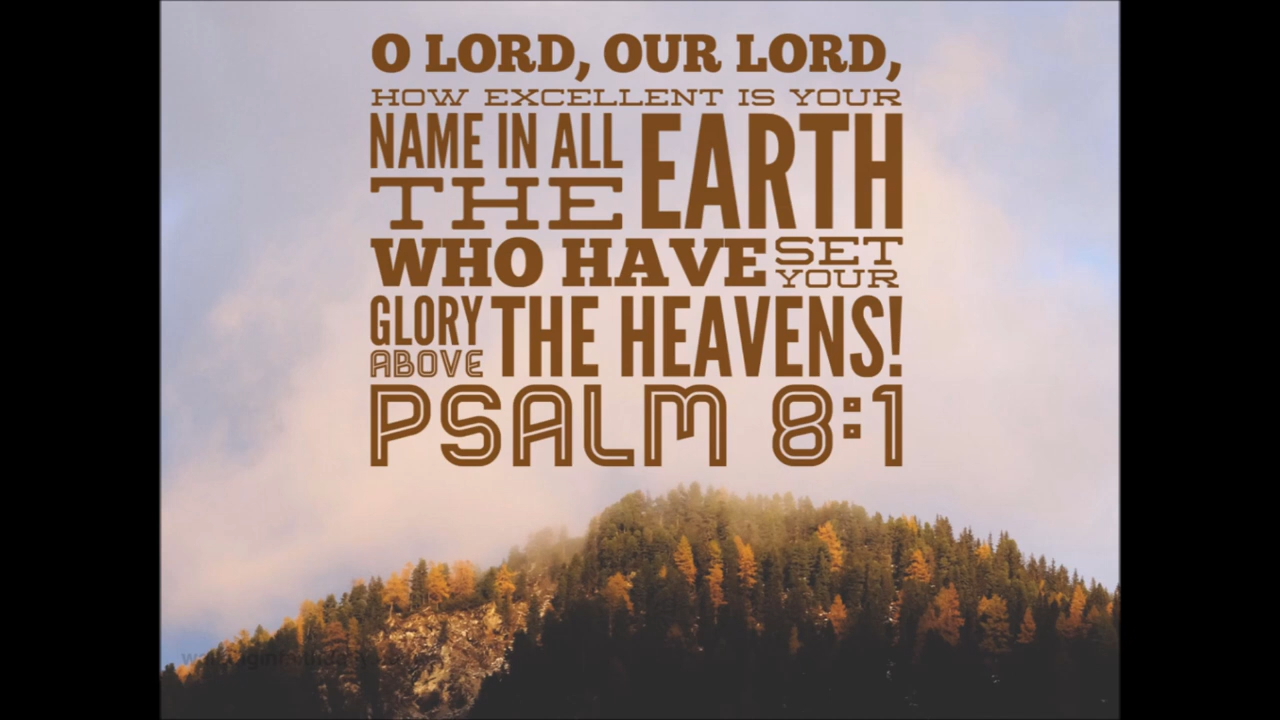 O LORD, OUR LORD,
HOW EXCELLENT IS YOUR
NAME IN ALL
THE EARTH
WHO HAVE SET
YOUR
GLORY
ABOVE THE HEAVENS!
PSALM 8:1